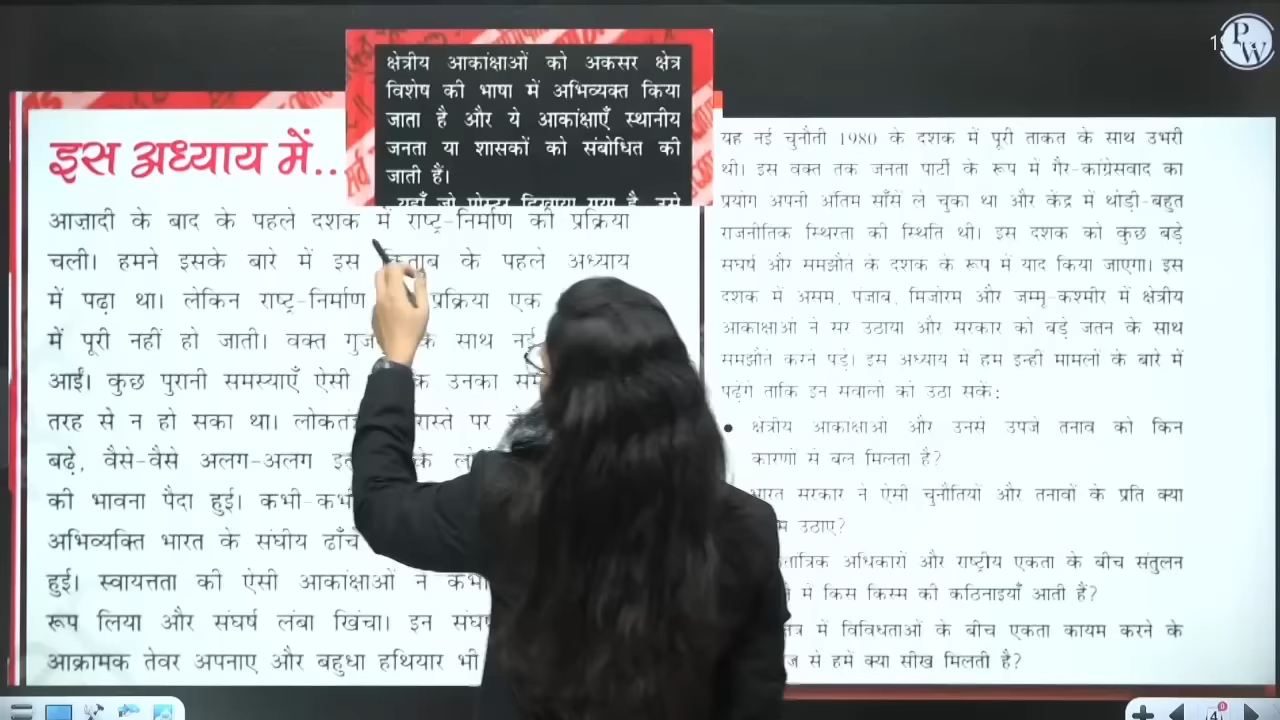 क्षेत्रीय आकांक्षाओं को अकसर क्षेत्र
विशेष की भाषा में अभिव्यक्त किया
जाता है और ये आकांक्षाएँ स्थानीय
जनता या शासकों को संबोधित की
जाती हैं।
इस अध्याय में...
आज़ादी के बाद के पहले दशक में राष्ट्र-निर्माण की प्रक्रिया
चली। हमने इसके बारे में इस के पहले अध्याय
में पढ़ा था। लेकिन राष्ट्र-निर्माण प्रक्रिया एक
में पूरी नहीं हो जाती। वक्त के साथ नई
आईं। कुछ पुरानी समस्याएँ ऐसी उनका
तरह से न हो सका था। रास्ते पर
बढ़े, वैसे-वैसे अलग-अलग के
की भावना पैदा हुई।
अभिव्यक्ति भारत के संघीय
हुई। स्वायत्तता की ऐसी आकांक्षाओं ने
रूप लिया और संघर्ष लंबा खिंचा। इन
आक्रामक तेवर अपनाए और बहुधा हथियार भी
यह नई चुनौती 1980 के दशक में पूरी ताकत के साथ उभरी
थी। इस वक्त तक जनता पार्टी के रूप में गैर-कांग्रेसवाद का
प्रयोग अपनी अंतिम साँसें ले चुका था और केंद्र में थोड़ी-बहुत
राजनीतिक स्थिरता की स्थिति थी। इस दशक को कुछ बड़े
संघर्ष और समझौते के दशक के रूप में याद किया जाएगा। इस
दशक में असम, पंजाब, मिजोरम और जम्मू-कश्मीर में क्षेत्रीय
आकांक्षाओं ने सर उठाया और सरकार को बड़े जतन के साथ
समझौते करने पड़े। इस अध्याय में हम इन्हीं मामलों के बारे में
पढ़ेंगे ताकि इन सवालों को उठा सकें:
• क्षेत्रीय आकांक्षाओं और उनसे उपजे तनाव को किन
कारणों से बल मिलता है?
भारत सरकार ने ऐसी चुनौतियों और तनावों के प्रति क्या
उठाए?
अधिकारों और राष्ट्रीय एकता के बीच संतुलन
में किस किस्म की कठिनाइयाँ आती हैं?
में विविधताओं के बीच एकता कायम करने के
से हमें क्या सीख मिलती है?
PW
4